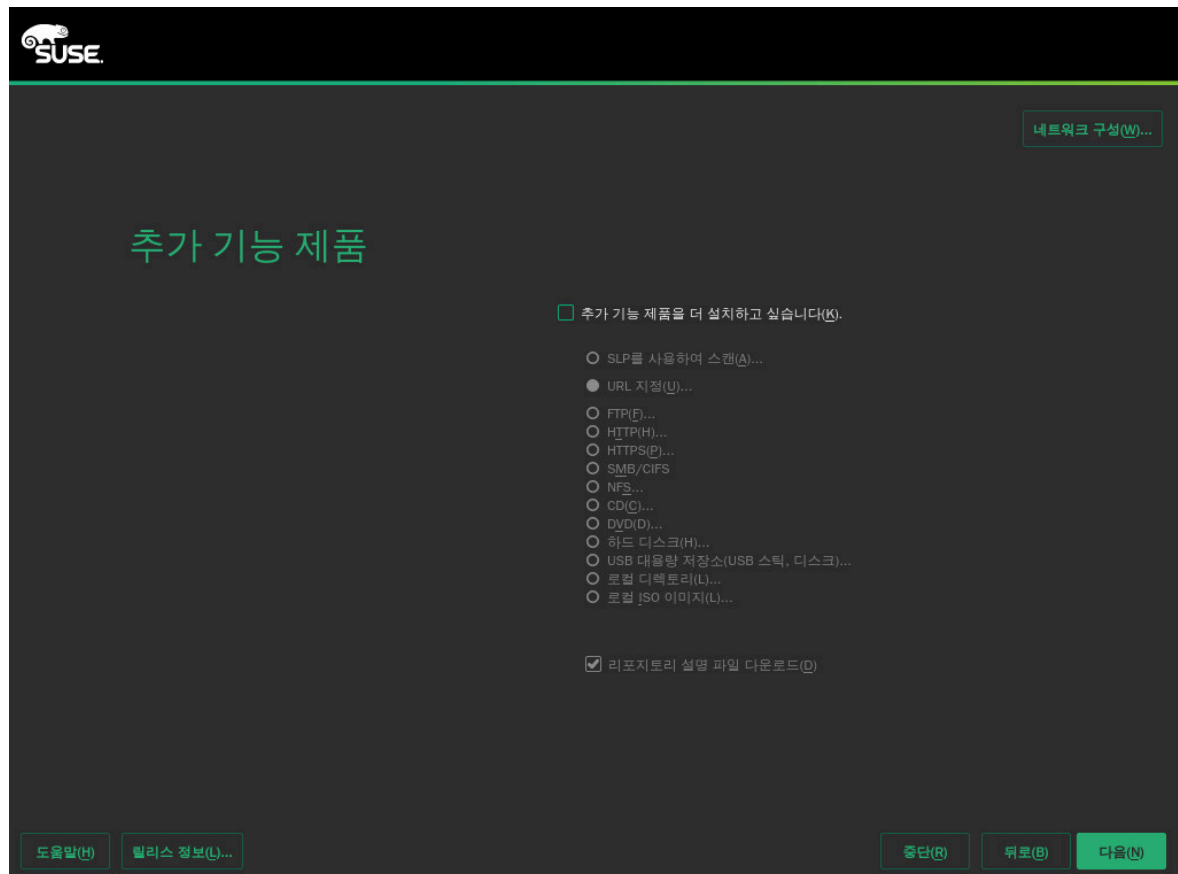 SUSE.
네트워크 구성(W)...
추가 기능 제품
추가 기능 제품을 더 설치하고 싶습니다(K).
SLP를 사용하여 스캔(A)...
URL 지정(U)...
FTP(F)...
HTTP(H)...
HTTPS(P)...
SMB/CIFS
NFS...
CD(C)...
DVD(D)...
하드 디스크(H)...
USB 대용량 저장소(USB 스틱, 디스크)...
로컬 디렉토리(L)...
로컬 ISO 이미지(L)...
리포지토리 설명 파일 다운로드(D)
도움말(H)
릴리스 정보(L)...
중단(R)
뒤로(B)
다음(N)